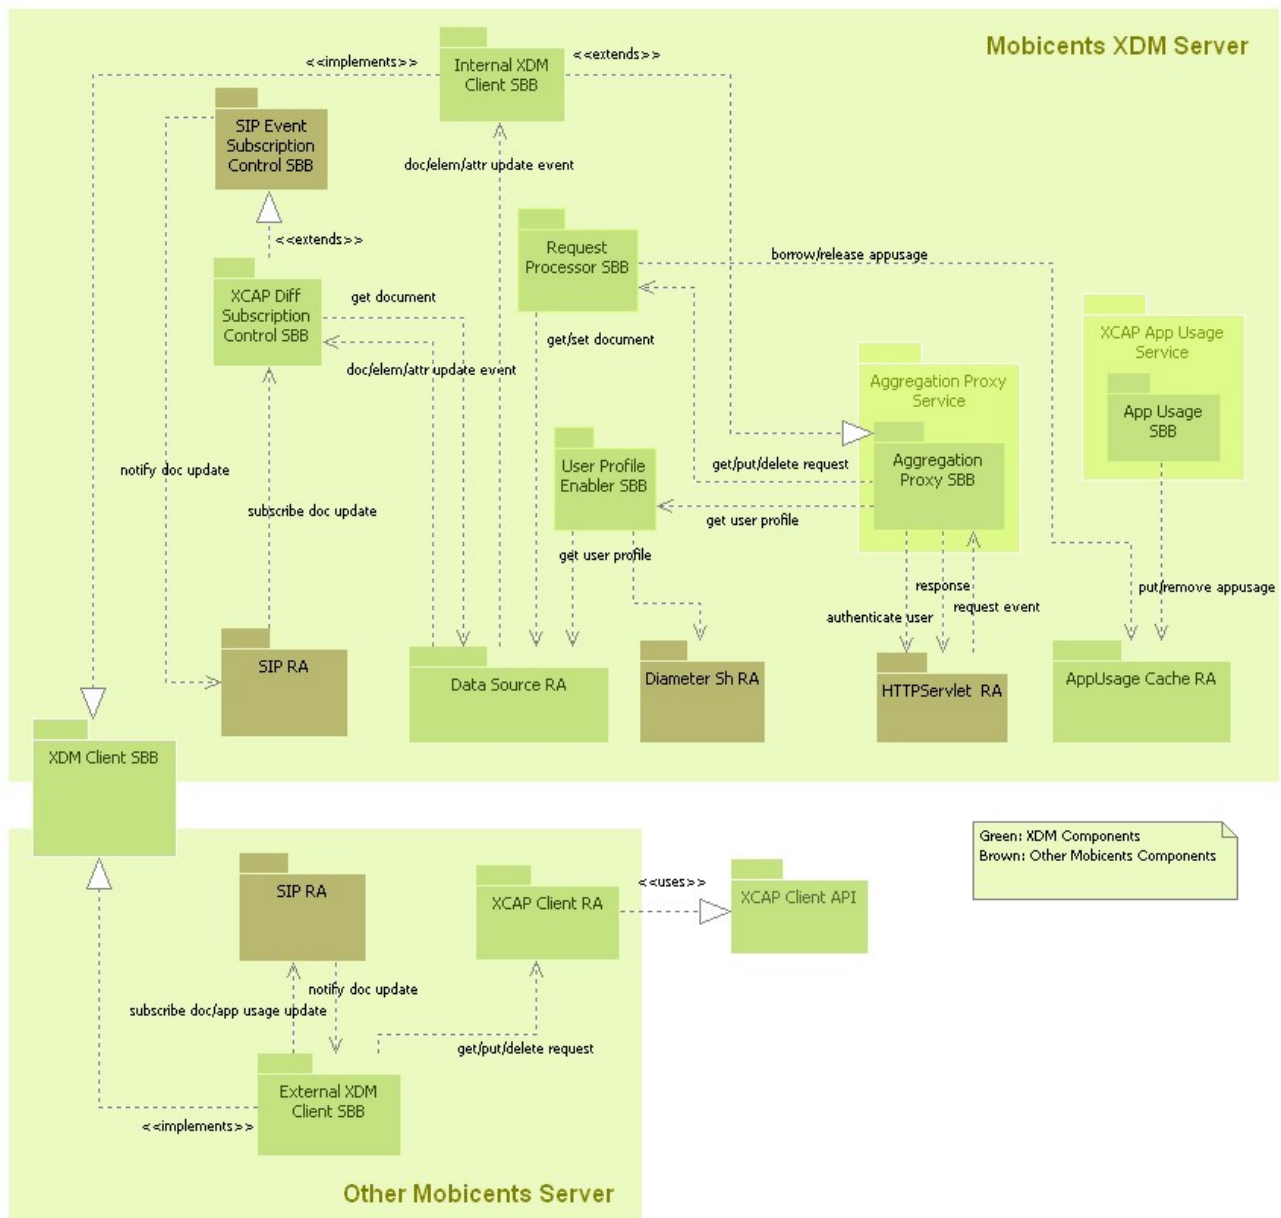 Mobicents XDM Server
<<implements>>
Internal XDM
Client SBB
<<extends>>
SIP Event
Subscription
Control SBB
doc/elem/attr update event
<<extends>>
Request
Processor SBB
borrow/release appusage
XCAP Diff
Subscription
Control SBB
get document
get/set document
doc/elem/attr update event
XCAP App Usage
Service
App Usage
SBB
Aggregation Proxy
Service
Aggregation
Proxy SBB
notify doc update
User Profile
Enabler SBB
get/put/delete request
get user profile
subscribe doc update
get user profile
response
request event
authenticate user
put/remove appusage
SIP RA
Data Source RA
Diameter Sh RA
HTTPServlet RA
AppUsage Cache RA
XDM Client SBB
Green: XDM Components
Brown: Other Mobicents Components
SIP RA
XCAP Client RA
<<uses>>
XCAP Client API
notify doc update
subscribe doc/app usage update
get/put/delete request
External XDM
Client SBB
<<implements>>
Other Mobicents Server